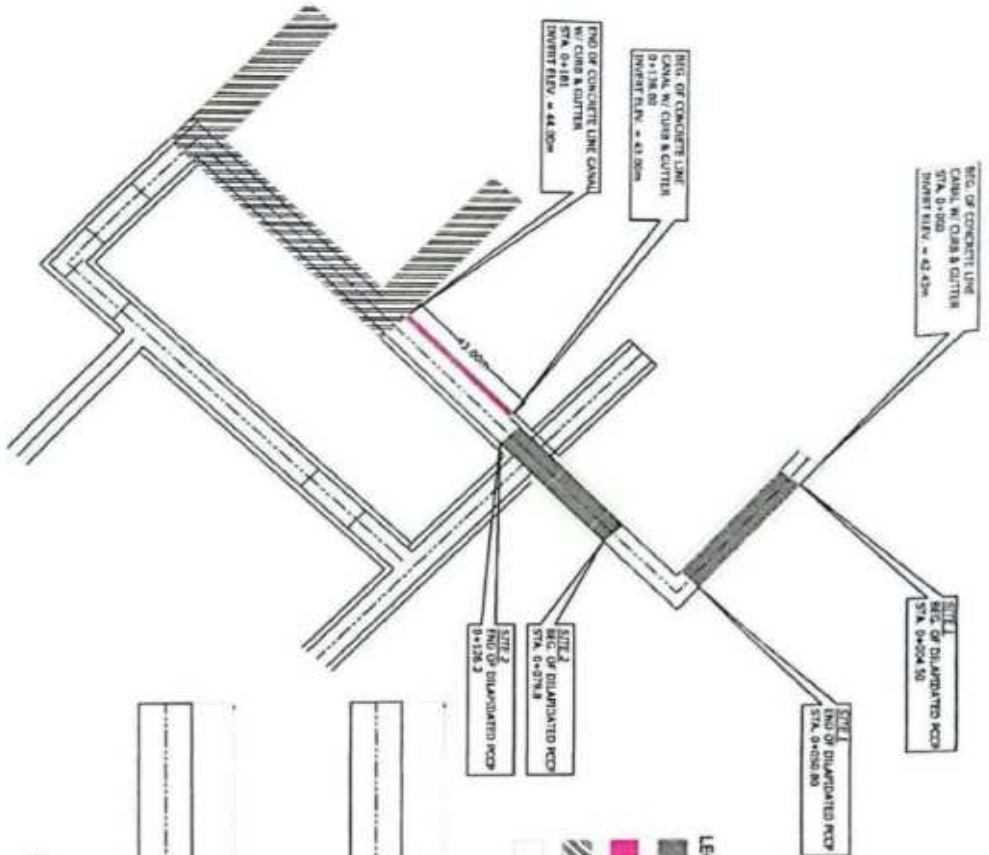 BEG. OF CONCRETE LINE
CANAL W/ CURB & GUTTER
STA. 0+000
INVERT ELEV. = 42.43m
BEG. OF CONCRETE LINE
CANAL W/ CURB & GUTTER
0+138.00
INVERT ELEV. = 43.00m
END OF CONCRETE LINE CANAL
W/ CURB & GUTTER
STA. 0+181
INVERT ELEV. = 44.00m
43.00m
SITE 1
BEG. OF DILAPIDATED PCCP
STA. 0+004.50
SITE 1
END OF DILAPIDATED PCCP
STA. 0+050.80
SITE 2
BEG. OF DILAPIDATED PCCP
STA. 0+079.8
SITE 2
END OF DILAPIDATED PCCP
0+126.2